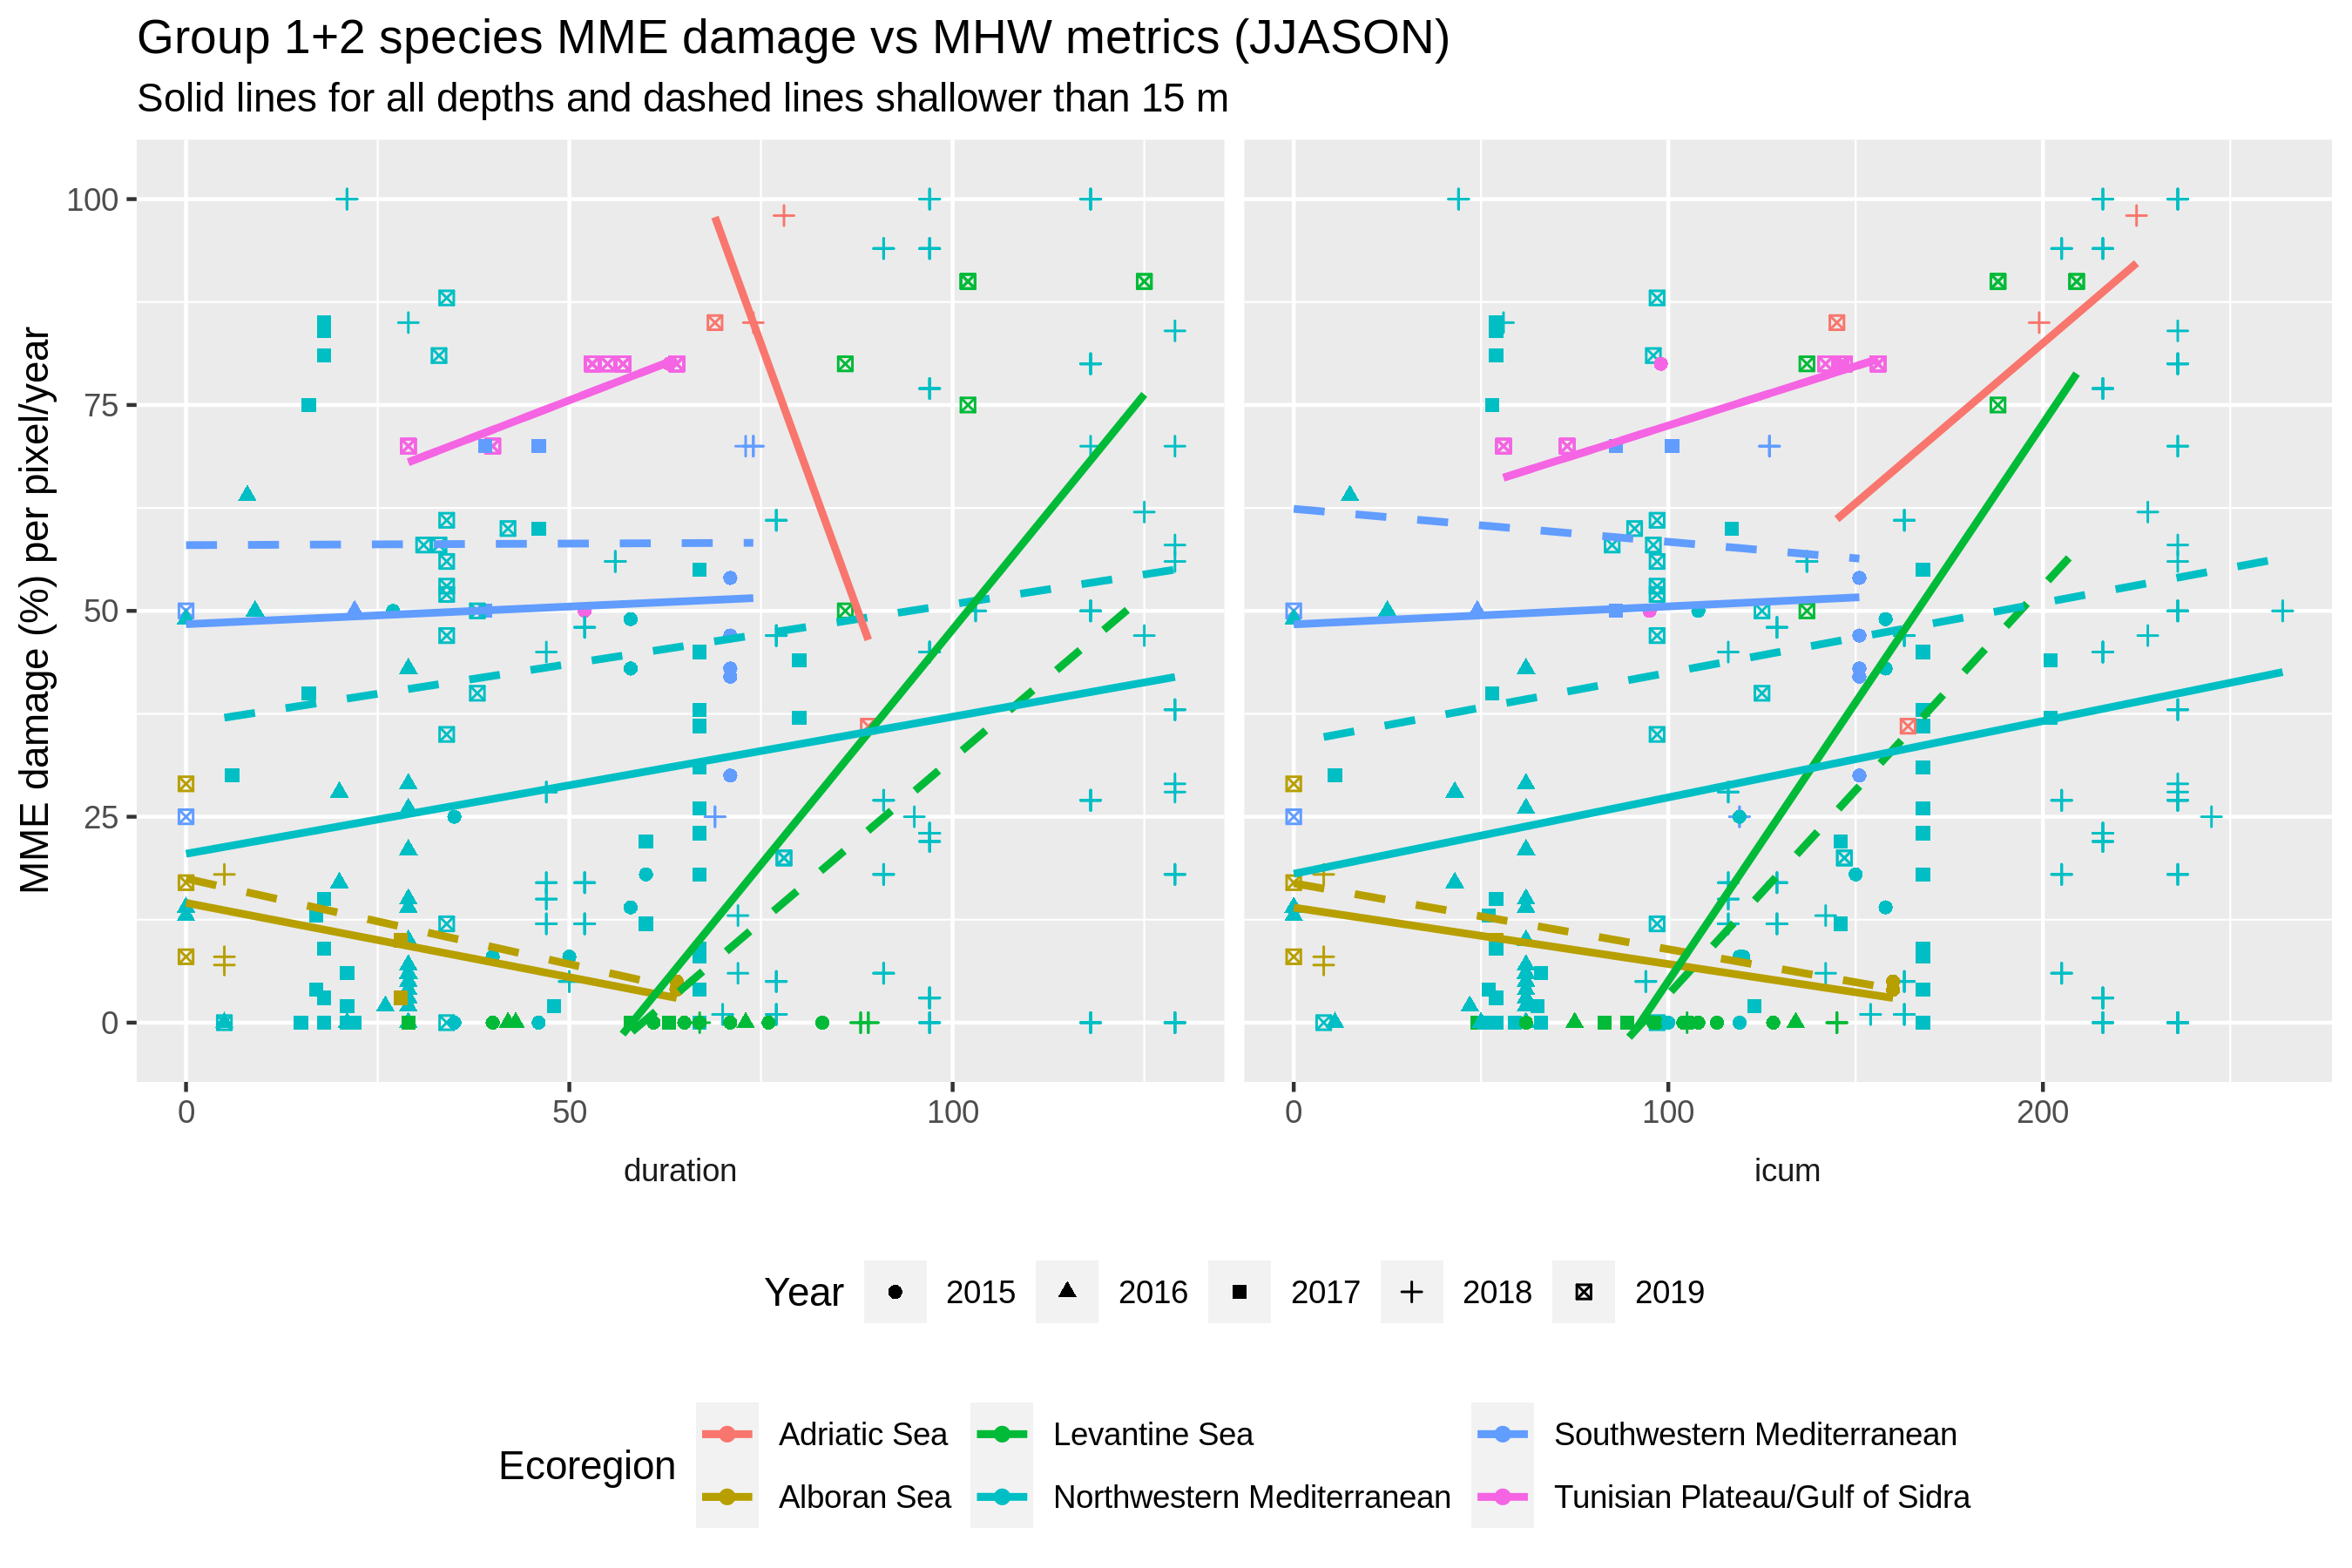 Group 1+2 species MME damage vs MHW metrics (JJASON)
Solid lines for all depths and dashed lines shallower than 15 m
MME damage (%) per pixel/year
100
75
50
25
0
0 50 100
0 100 200
duration
icum
Year 2015 2016 2017 2018 2019
Ecoregion
Adriatic Sea Levantine Sea Southwestern Mediterranean
Alboran Sea Northwestern Mediterranean Tunisian Plateau/Gulf of Sidra